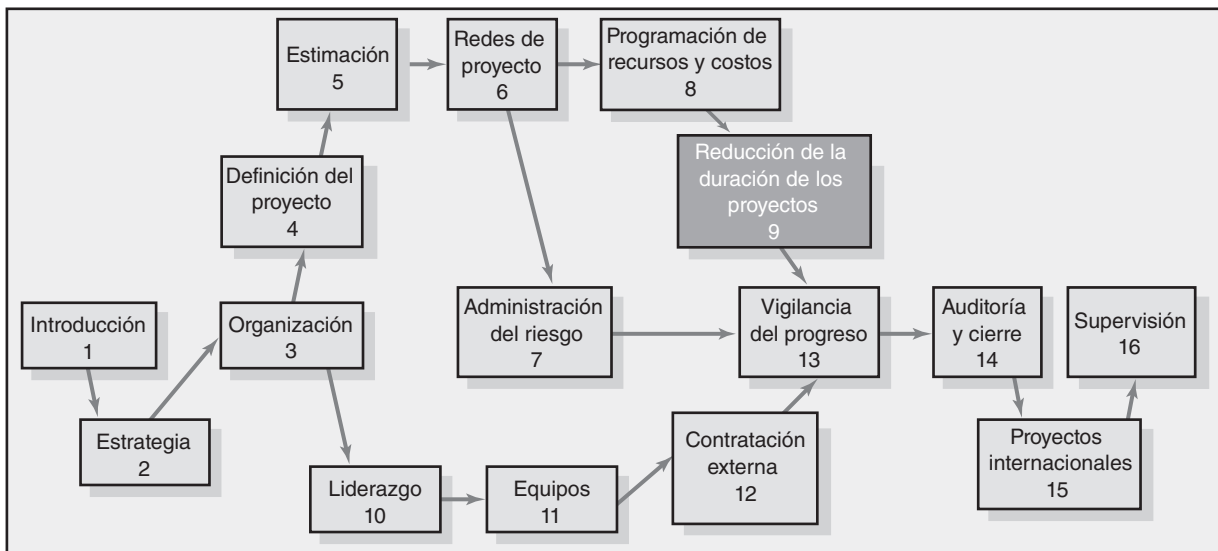 Estimación
5
Redes de
proyecto
6
Programación de
recursos y costos
8
Reducción de la
duración de los
proyectos
9
Definición del
proyecto
4
Introducción
1
Organización
3
Administración
del riesgo
7
Vigilancia
del progreso
13
Auditoría
y cierre
14
Supervisión
16
Estrategia
2
Liderazgo
10
Equipos
11
Contratación
externa
12
Proyectos
internacionales
15